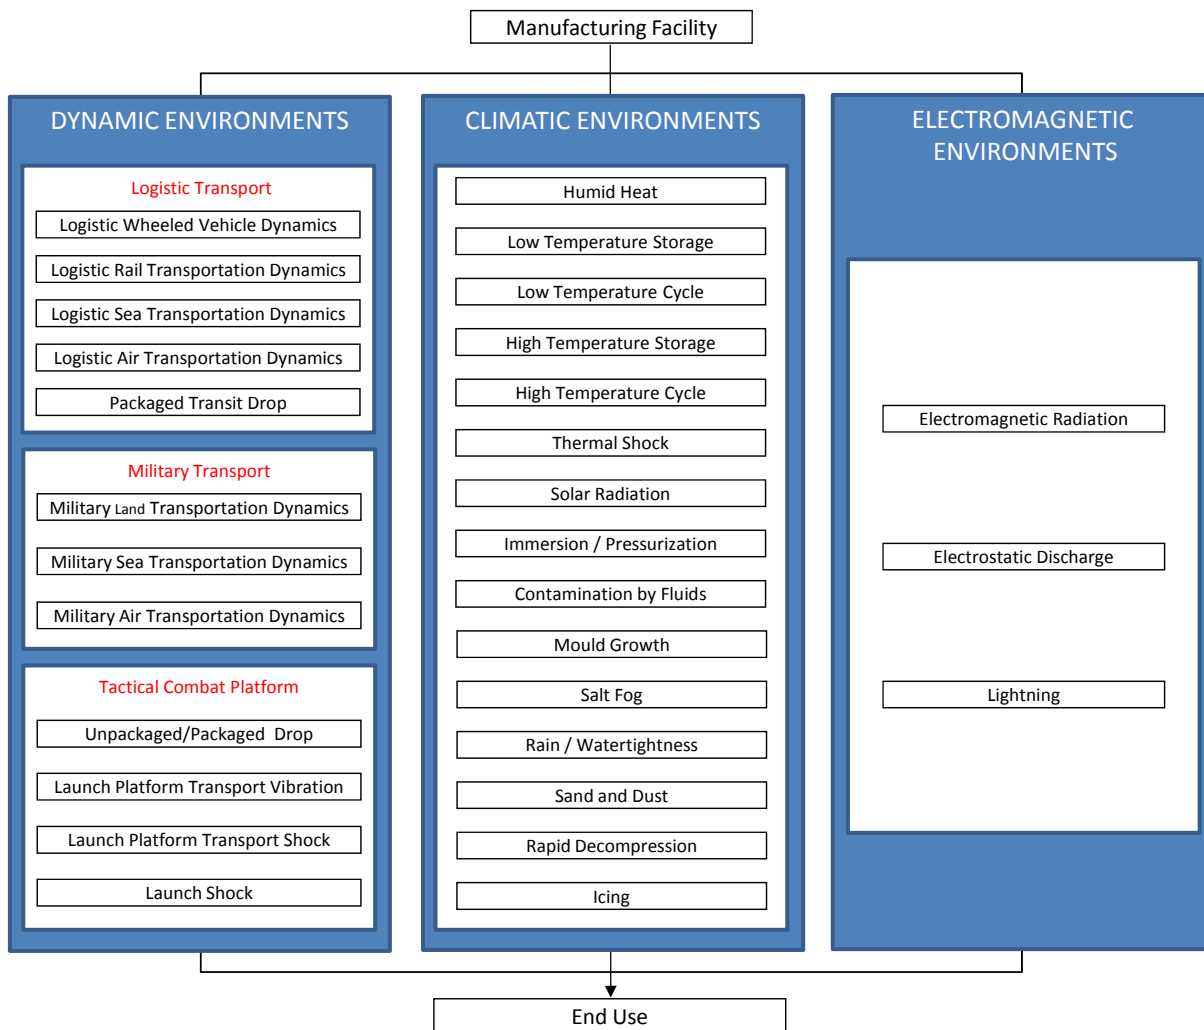 Manufacturing Facility
DYNAMIC ENVIRONMENTS
Logistic Transport
Logistic Wheeled Vehicle Dynamics
Logistic Rail Transportation Dynamics
Logistic Sea Transportation Dynamics
Logistic Air Transportation Dynamics
Packaged Transit Drop
Military Transport
Military Land Transportation Dynamics
Military Sea Transportation Dynamics
Military Air Transportation Dynamics
Tactical Combat Platform
Unpackaged/Packaged Drop
Launch Platform Transport Vibration
Launch Platform Transport Shock
Launch Shock
CLIMATIC ENVIRONMENTS
Humid Heat
Low Temperature Storage
Low Temperature Cycle
High Temperature Storage
High Temperature Cycle
Thermal Shock
Solar Radiation
Immersion / Pressurization
Contamination by Fluids
Mould Growth
Salt Fog
Rain / Watertightness
Sand and Dust
Rapid Decompression
Icing
ELECTROMAGNETIC
ENVIRONMENTS
Electromagnetic Radiation
Electrostatic Discharge
Lightning
End Use